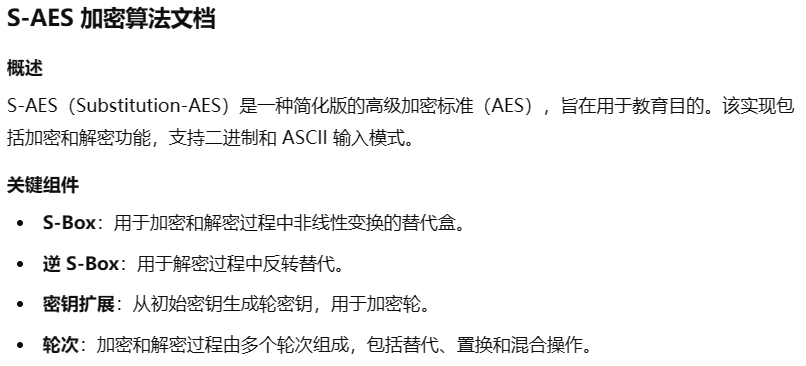 S-AES 加密算法文档
概述
S-AES（Substitution-AES）是一种简化版的高级加密标准（AES），旨在用于教育目的。该实现包
括加密和解密功能，支持二进制和 ASCII 输入模式。
关键组件
• S-Box：用于加密和解密过程中非线性变换的替代盒。
• 逆 S-Box：用于解密过程中反转替代。
• 密钥扩展：从初始密钥生成轮密钥，用于加密轮。
• 轮次：加密和解密过程由多个轮次组成，包括替代、置换和混合操作。